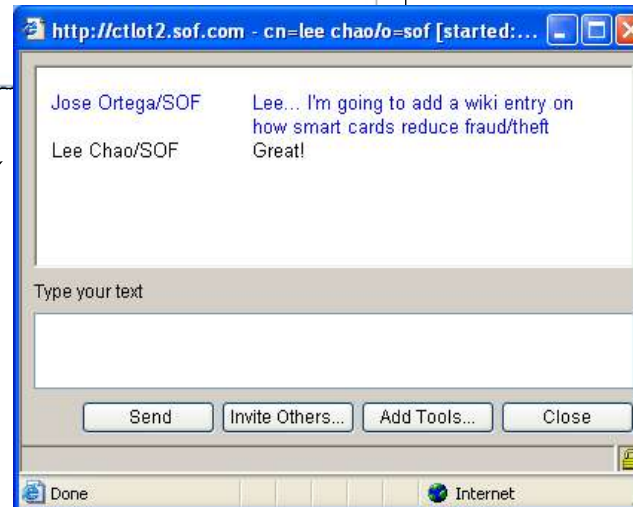 http://ctlot2.sof.com - cn=lee chao/o=sof [started:...
Jose Ortega/SOF Lee... I'm going to add a wiki entry on
how smart cards reduce fraud/theft
Lee Chao/SOF Great!
Type your text
Send Invite Others... Add Tools... Close
Done Internet